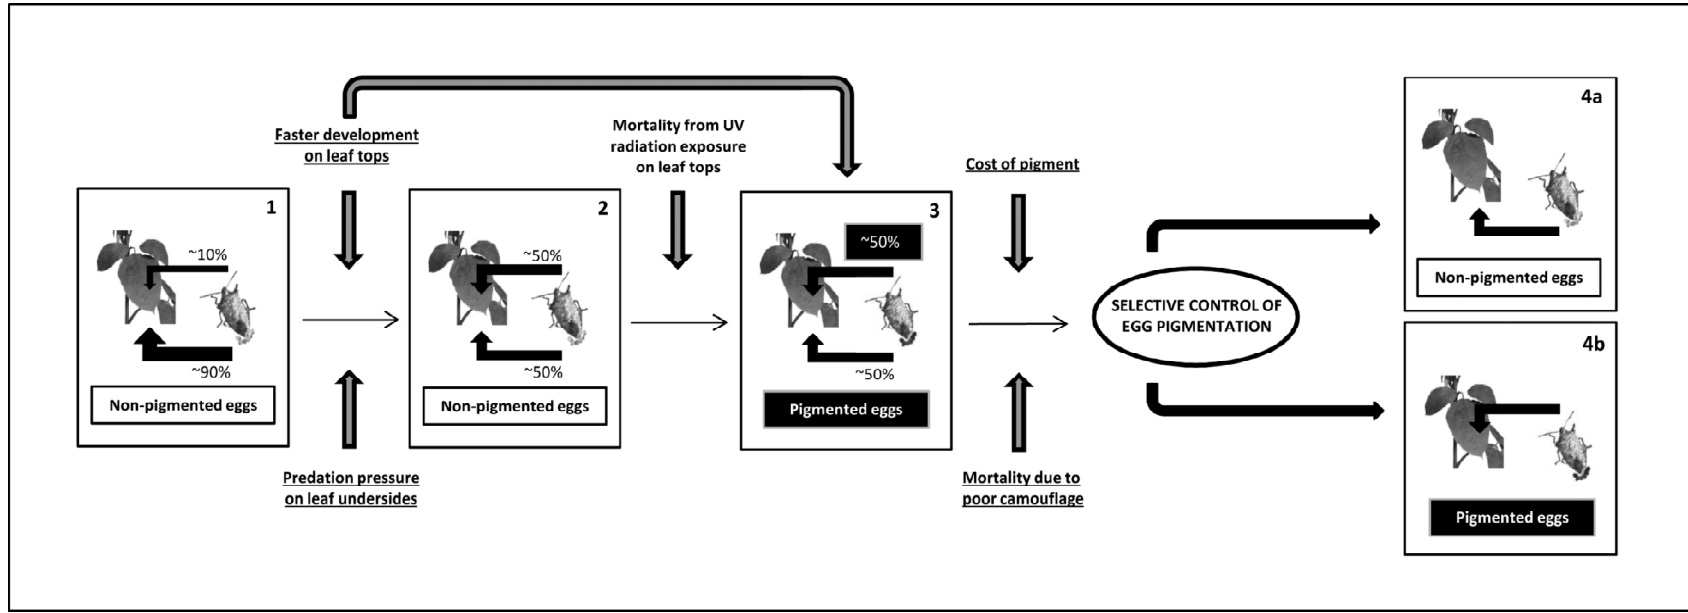 Faster development
on leaf tops
Mortality from UV
radiation exposure
on leaf tops
Cost of pigment
1
~10%
~90%
Non-pigmented eggs
Predation pressure
on leaf undersides
2
~50%
~50%
Non-pigmented eggs
3
~50%
~50%
Pigmented eggs
Mortality due to
poor camouflage
SELECTIVE CONTROL OF
EGG PIGMENTATION
4a
Non-pigmented eggs
4b
Pigmented eggs